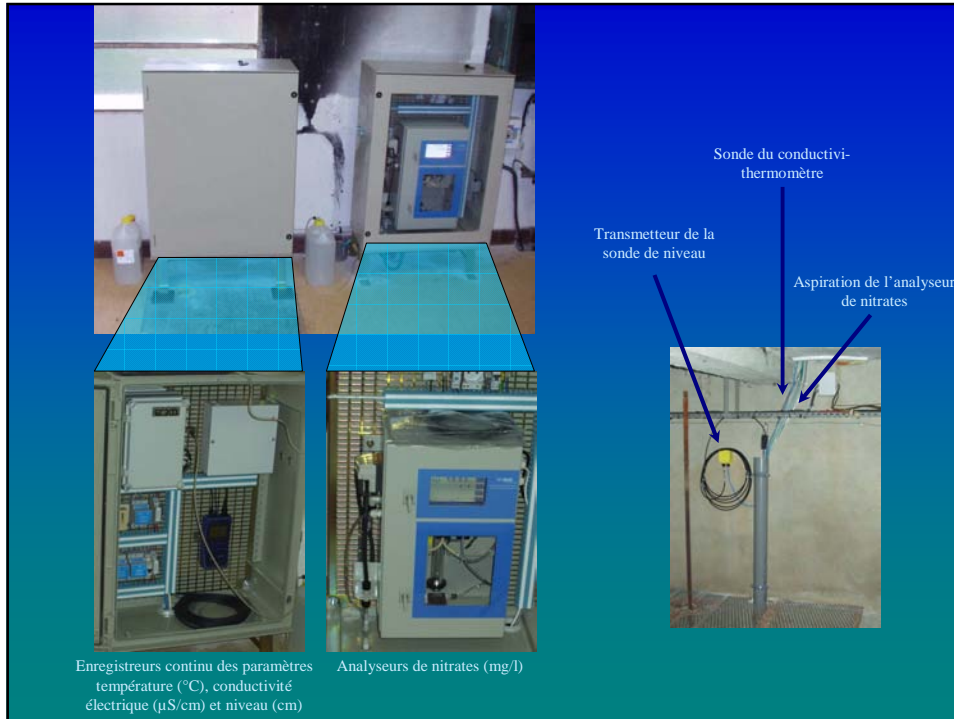 Sonde du conductivi-
thermomètre
Transmetteur de la
sonde de niveau
Aspiration de l’analyseur
de nitrates
Enregistreurs continu des paramètres
température (°C), conductivité
électrique (µS/cm) et niveau (cm)
Analyseurs de nitrates (mg/l)